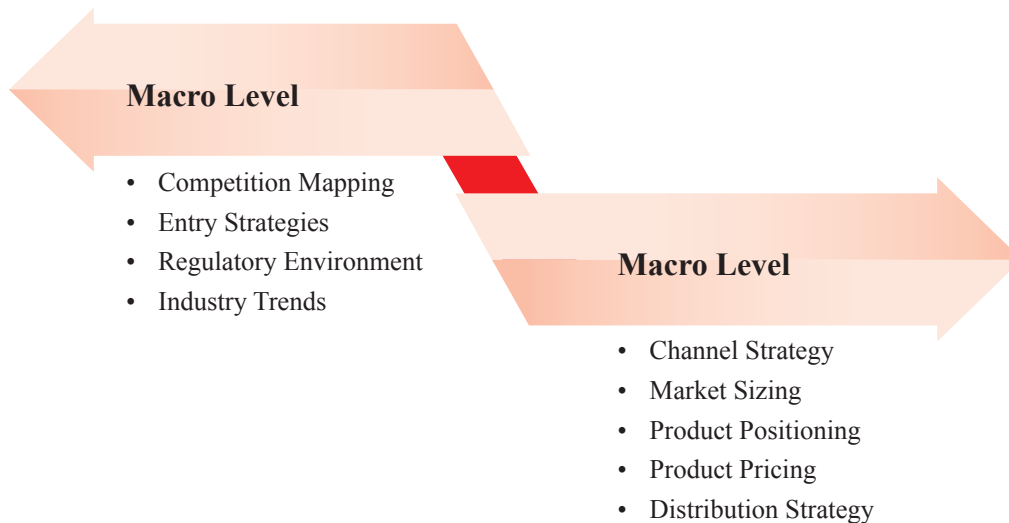 Macro Level
• Competition Mapping
• Entry Strategies
• Regulatory Environment
• Industry Trends
Macro Level
• Channel Strategy
• Market Sizing
• Product Positioning
• Product Pricing
• Distribution Strategy